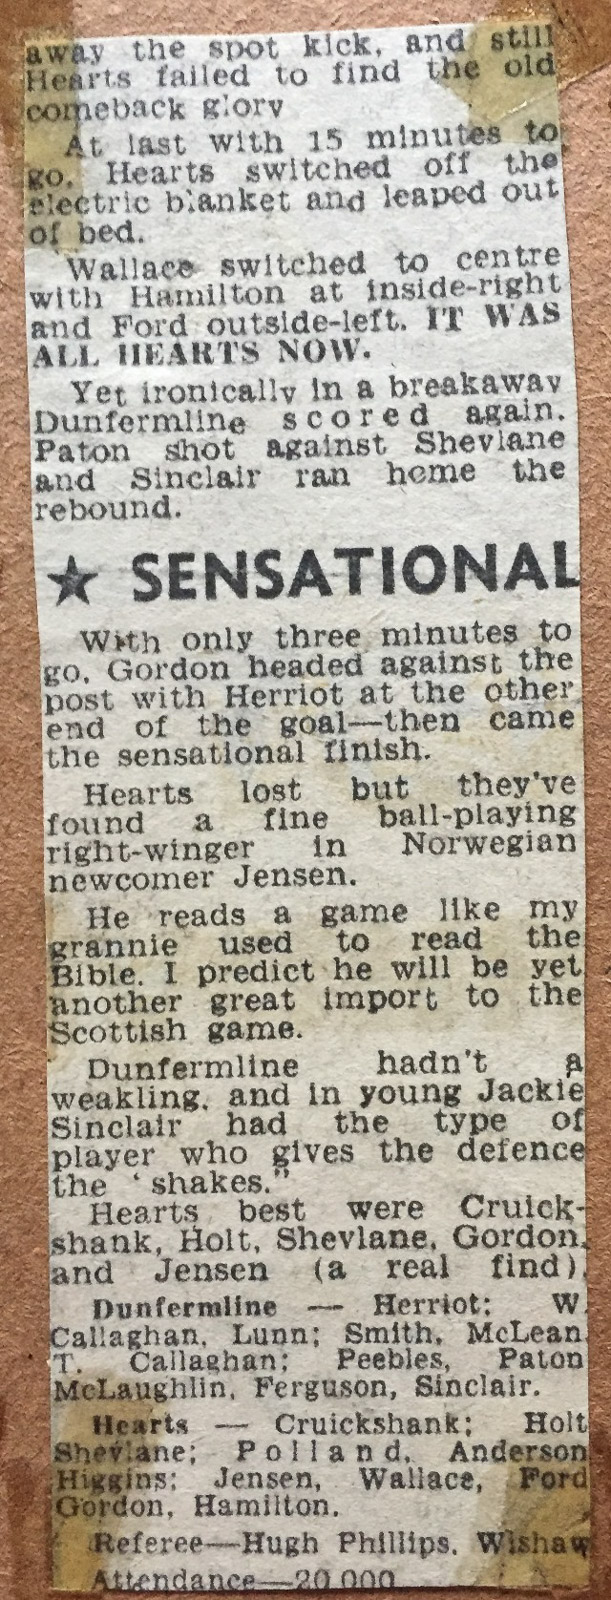 away the spot kick, and still
Hearts failed to find the old
comeback glory
At last with 15 minutes to
go, Hearts switched off the
electric blanket and leaped out
of bed.
Wallace switched to centre
with Hamilton at inside-right
and Ford outside-left. IT WAS
ALL HEARTS NOW.
Yet ironically in a breakaway
Dunfermline scored again.
Paton shot against Shevlane
and Sinclair ran home the
rebound.
★ SENSATIONAL
With only three minutes to
go, Gordon headed against the
post with Herriot at the other
end of the goal—then came
the sensational finish.
Hearts lost but they've
found a fine ball-playing
right-winger in Norwegian
newcomer Jensen.
He reads a game like my
grannie used to read the
Bible. I predict he will be yet
another great import to the
Scottish game.
Dunfermline hadn't a
weakling, and in young Jackie
Sinclair had the type of
player who gives the defence
the ‘ shakes."
Hearts best were Cruick-
shank, Holt, Shevlane, Gordon,
and Jensen (a real find).
Dunfermline — Herriot; W.
Callaghan, Lunn; Smith, McLean
T. Callaghan; Peebles, Paton
McLaughlin, Ferguson, Sinclair.
Hearts — Cruickshank; Holt
Shevlane; Polland, Anderson
Higgins; Jensen, Wallace, Ford
Gordon, Hamilton.
Referee—Hugh Phillips, Wishaw
Attendance—20,000